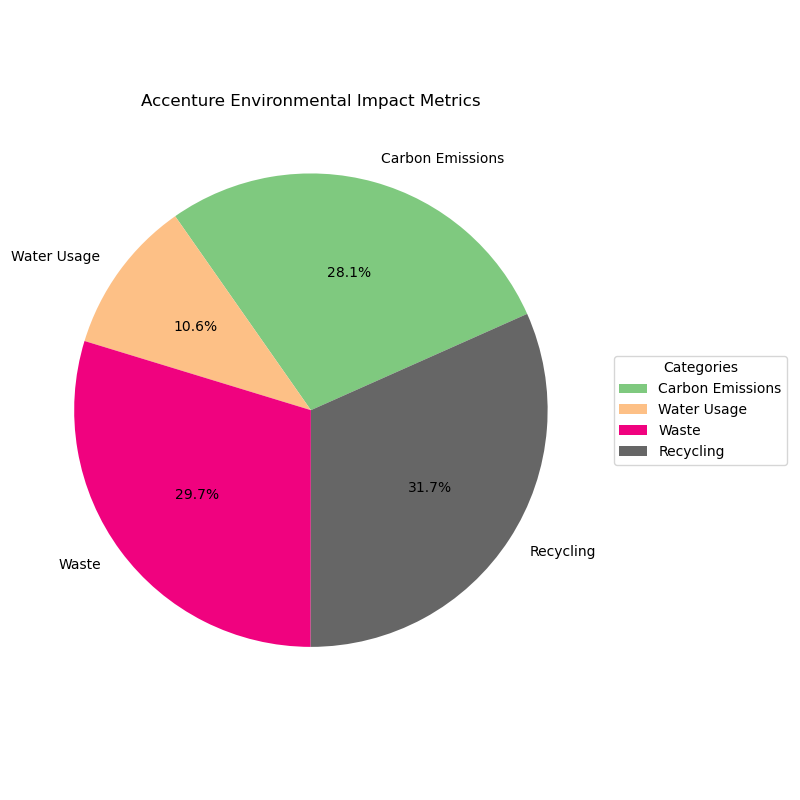 Accenture Environmental Impact Metrics
Carbon Emissions
28.1%
Water Usage
10.6%
29.7%
Waste
31.7%
Recycling
Categories
Carbon Emissions
Water Usage
Waste
Recycling